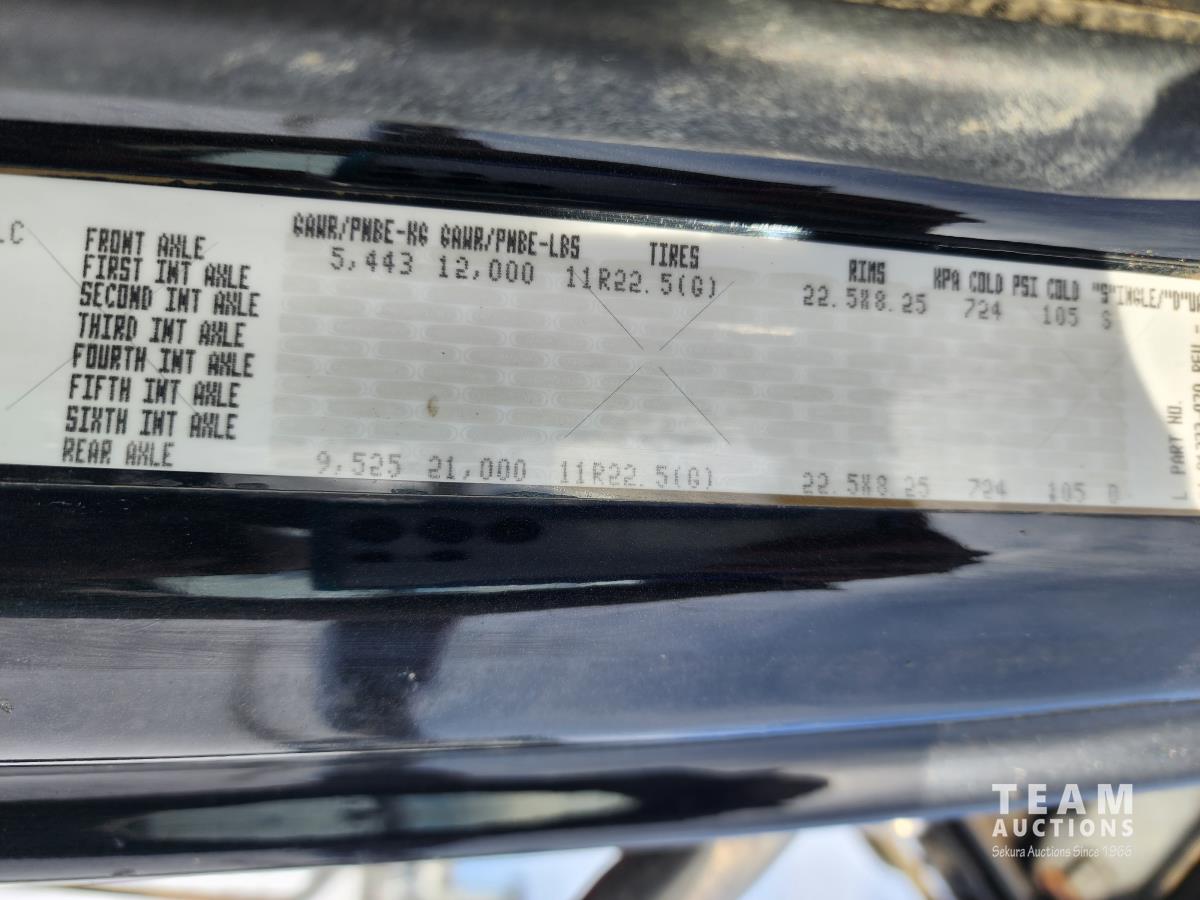 LC
GAWR/PNBE-KG GAWR/PNBE-LBS TIRES RIMS KPA COLD PSI COLD "S"INGLE/"D"U
FRONT AXLE 5,443 12,000 11R22.5(G) 22.5X8.25 724 105 S
FIRST INT AXLE
SECOND INT AXLE
THIRD INT AXLE
FOURTH INT AXLE
FIFTH INT AXLE
SIXTH INT AXLE
REAR AXLE 9,525 21,000 11R22.5(G) 22.5X8.25 724 105 D
PART NO.
TEAM
AUCTIONS
Sekura Auctions Since 1966